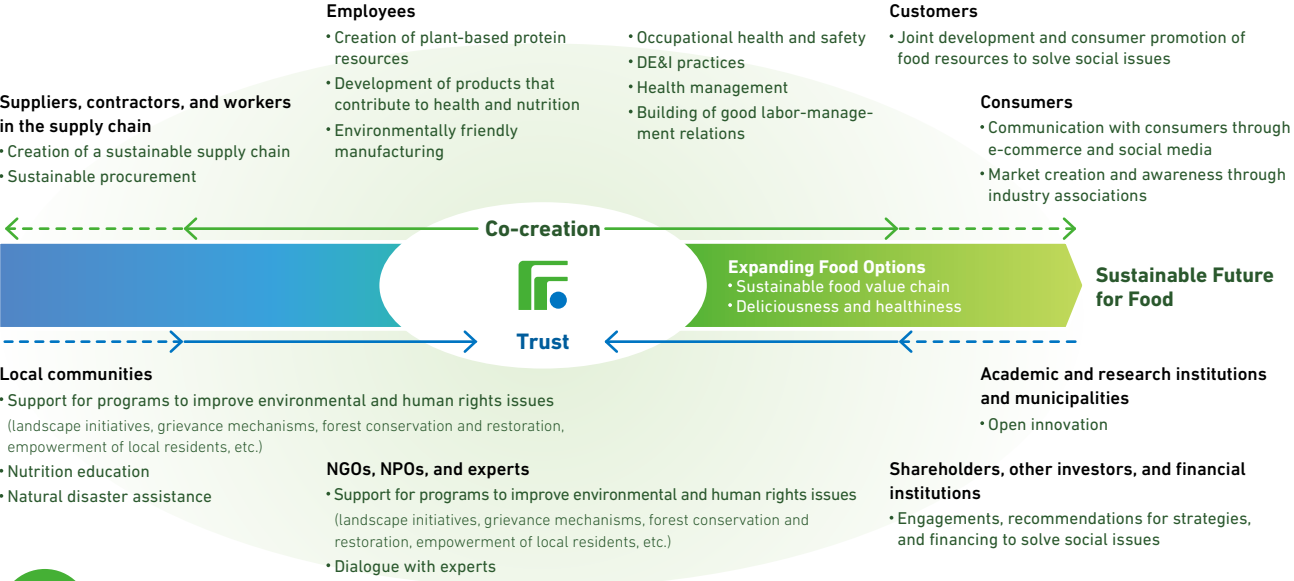 Employees
• Creation of plant-based protein
resources
• Development of products that
contribute to health and nutrition
• Environmentally friendly
manufacturing
• Occupational health and safety
• DE&I practices
• Health management
• Building of good labor-manage-
ment relations
Customers
• Joint development and consumer promotion of
food resources to solve social issues
Suppliers, contractors, and workers
in the supply chain
• Creation of a sustainable supply chain
• Sustainable procurement
Consumers
• Communication with consumers through
e-commerce and social media
• Market creation and awareness through
industry associations
Co-creation
Expanding Food Options
• Sustainable food value chain
• Deliciousness and healthiness
Sustainable Future
for Food
Trust
Local communities
• Support for programs to improve environmental and human rights issues
(landscape initiatives, grievance mechanisms, forest conservation and restoration,
empowerment of local residents, etc.)
• Nutrition education
• Natural disaster assistance
NGOs, NPOs, and experts
• Support for programs to improve environmental and human rights issues
(landscape initiatives, grievance mechanisms, forest conservation and
restoration, empowerment of local residents, etc.)
• Dialogue with experts
Academic and research institutions
and municipalities
• Open innovation
Shareholders, other investors, and financial
institutions
• Engagements, recommendations for strategies,
and financing to solve social issues